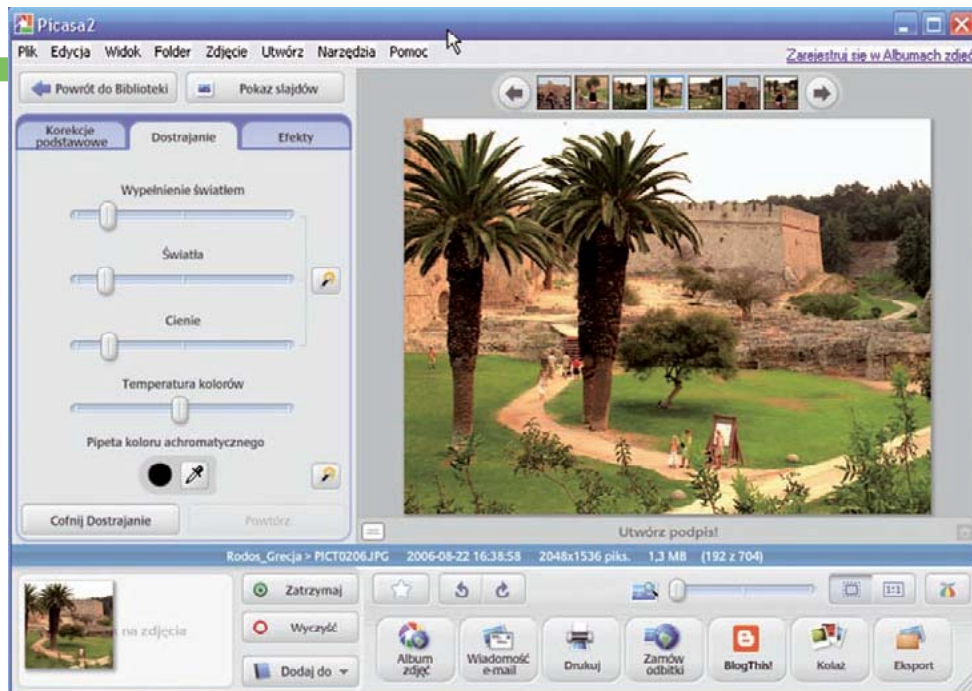 Picasa2
Plik Edycja Widok Folder Zdjęcie Utwórz Narzędzia Pomoc
Zarejestruj się w Albumach zdjęć
Powrót do Biblioteki Pokaz slajdów
Korekcje podstawowe Dostrajanie Efekty
Wypełnienie światłem
Światła
Cienie
Temperatura kolorów
Pipeta koloru achromatycznego
Cofnij Dostrajanie Powtórz
Utwórz podpis!
Rodos_Grecja > PICT0206.JPG 2006-08-22 16:38:58 2048x1536 piks. 1,3 MB (192 z 704)
na zdjęcia
Zatrzymaj
Wyczyść
Dodaj do
1:1
Album zdjęć
Wiadomość e-mail
Drukuj
Zamów odbitki
BlogThis!
Kolaż
Eksport